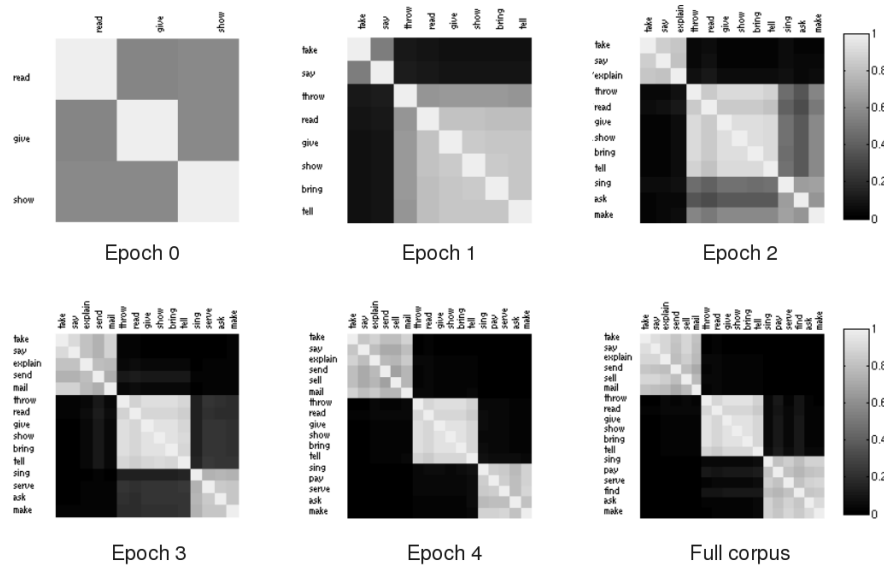 read give show
read
give
show
Epoch 0
take say throw read give show bring tell
take
say
throw
read
give
show
bring
tell
Epoch 1
take say explain throw read give show bring tell sing ask make
take
say
explain
throw
read
give
show
bring
tell
sing
ask
make
1
0.8
0.6
0.4
0.2
0
Epoch 2
take say explain send mail throw read give show bring tell sing serve ask make
take
say
explain
send
mail
throw
read
give
show
bring
tell
sing
serve
ask
make
Epoch 3
take say explain send sell mail throw read give show bring tell sing pay serve ask make
take
say
explain
send
sell
mail
throw
read
give
show
bring
tell
sing
pay
serve
ask
make
Epoch 4
take say explain send sell mail throw read give show bring tell sing pay serve find ask make
take
say
explain
send
sell
mail
throw
read
give
show
bring
tell
sing
pay
serve
find
ask
make
1
0.8
0.6
0.4
0.2
0
Full corpus